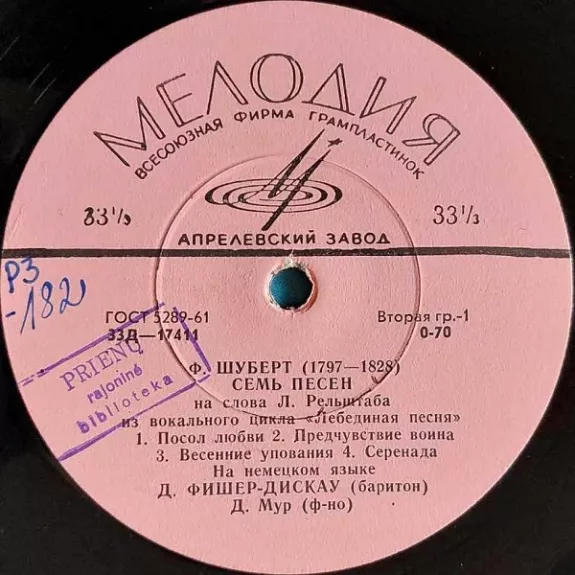 МЕЛОДИЯ
ВСЕСОЮЗНАЯ ФИРМА ГРАМПЛАСТИНОК
33⅓ 33⅓
АПРЕЛЕВСКИЙ ЗАВОД
РЗ
-182
ГОСТ 5289-61 Вторая гр.-1
33Д—17411 0-70
PRIENŲ
rajoninė
biblioteka
Ф. ШУБЕРТ (1797—1828)
СЕМЬ ПЕСЕН
на слова Л. Рельштаба
из вокального цикла «Лебединая песня»
1. Посол любви 2. Предчувствие воина
3. Весенние упования 4. Серенада
На немецком языке
Д. ФИШЕР-ДИСКАУ (баритон)
Д. Мур (ф-но)